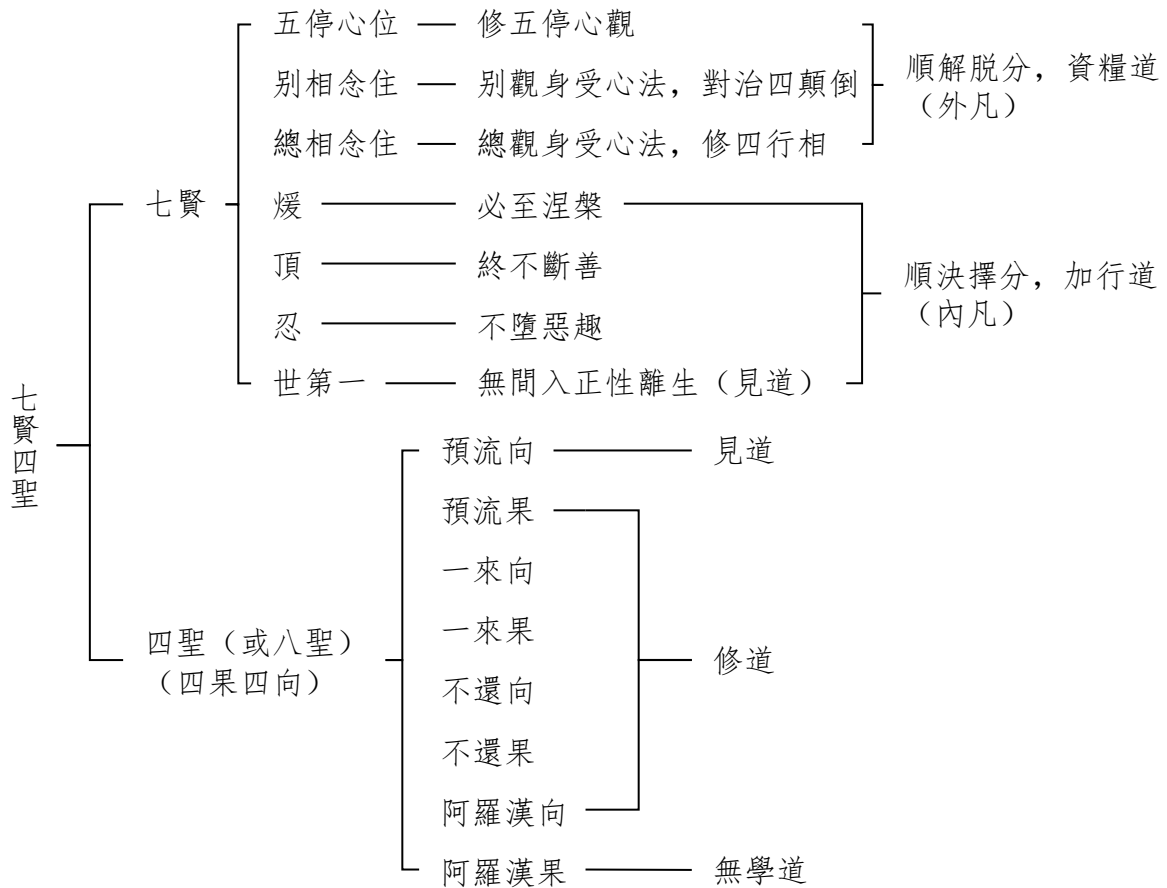 七賢四聖
七賢
五停心位 修五停心觀
别相念住 别觀身受心法，對治四顛倒
總相念住 總觀身受心法，修四行相
順解脱分，資糧道
（外凡）
煖 必至涅槃
頂 終不斷善
忍 不墮惡趣
世第一 無間入正性離生（見道）
順決擇分，加行道
（內凡）
四聖（或八聖）
（四果四向）
預流向 見道
預流果
一來向
一來果
不還向
不還果
阿羅漢向
修道
阿羅漢果 無學道